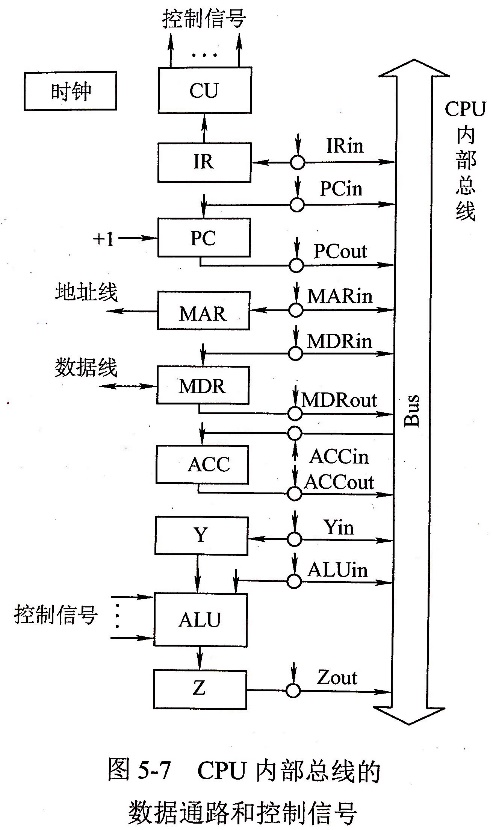 控制信号
...
时钟
CU
CPU
内
部
总
线
IR
IRin
PCin
+1
PC
PCout
地址线
MAR
MARin
MDRin
数据线
MDR
MDRout
Bus
ACC
ACCin
ACCout
Y
Yin
ALUin
控制信号
ALU
Z
Zout
图 5-7 CPU 内部总线的
数据通路和控制信号